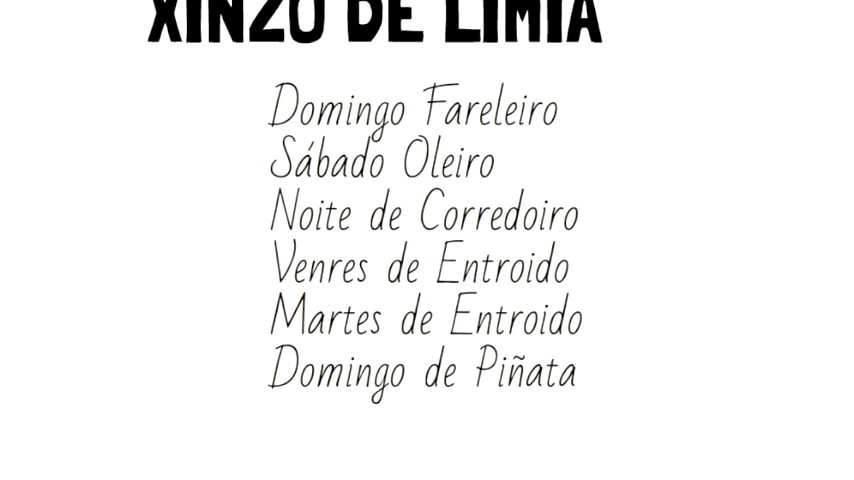 XINZO DE LIMIA
Domingo Fareleiro
Sábado Oleiro
Noite de Corredoiro
Venres de Entroido
Martes de Entroido
Domingo de Piñata